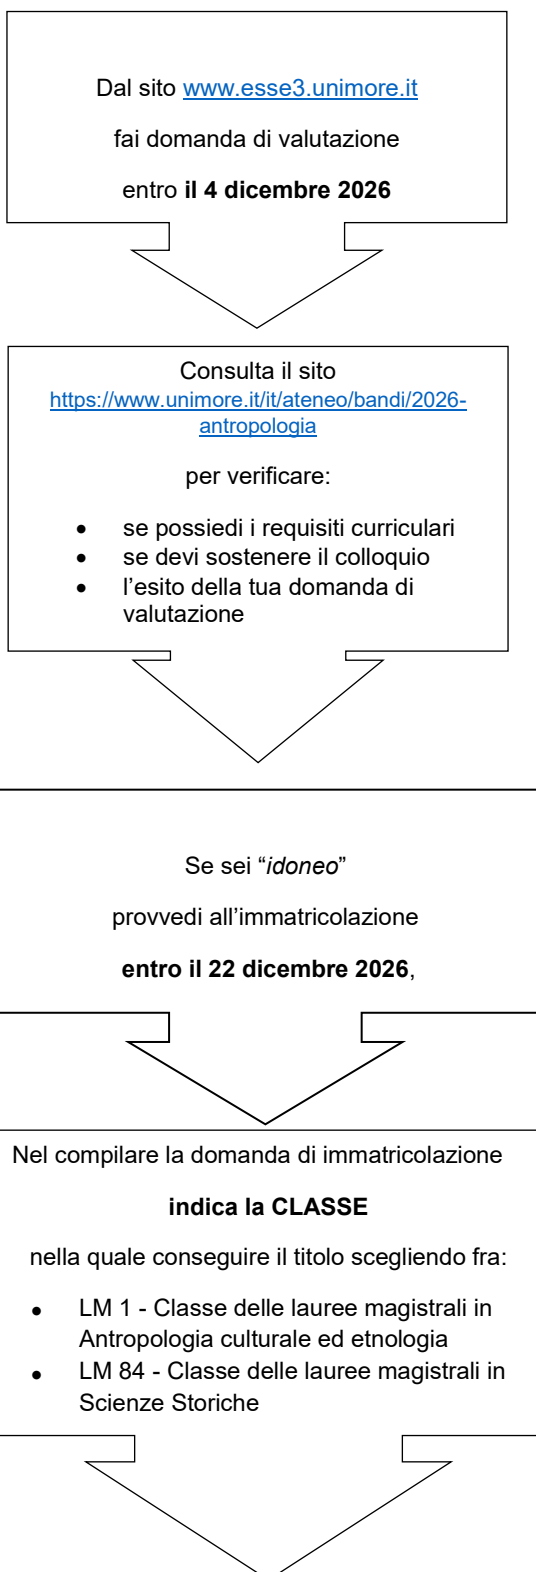 Dal sito www.esse3.unimore.it
fai domanda di valutazione
entro il 4 dicembre 2026
Consulta il sito
https://www.unimore.it/it/ateneo/bandi/2026-
antropologia
per verificare:
• se possiedi i requisiti curriculari
• se devi sostenere il colloquio
• l’esito della tua domanda di
valutazione
Se sei “idoneo”
provvedi all’immatricolazione
entro il 22 dicembre 2026,
Nel compilare la domanda di immatricolazione
indica la CLASSE
nella quale conseguire il titolo scegliendo fra:
• LM 1 - Classe delle lauree magistrali in
Antropologia culturale ed etnologia
• LM 84 - Classe delle lauree magistrali in
Scienze Storiche